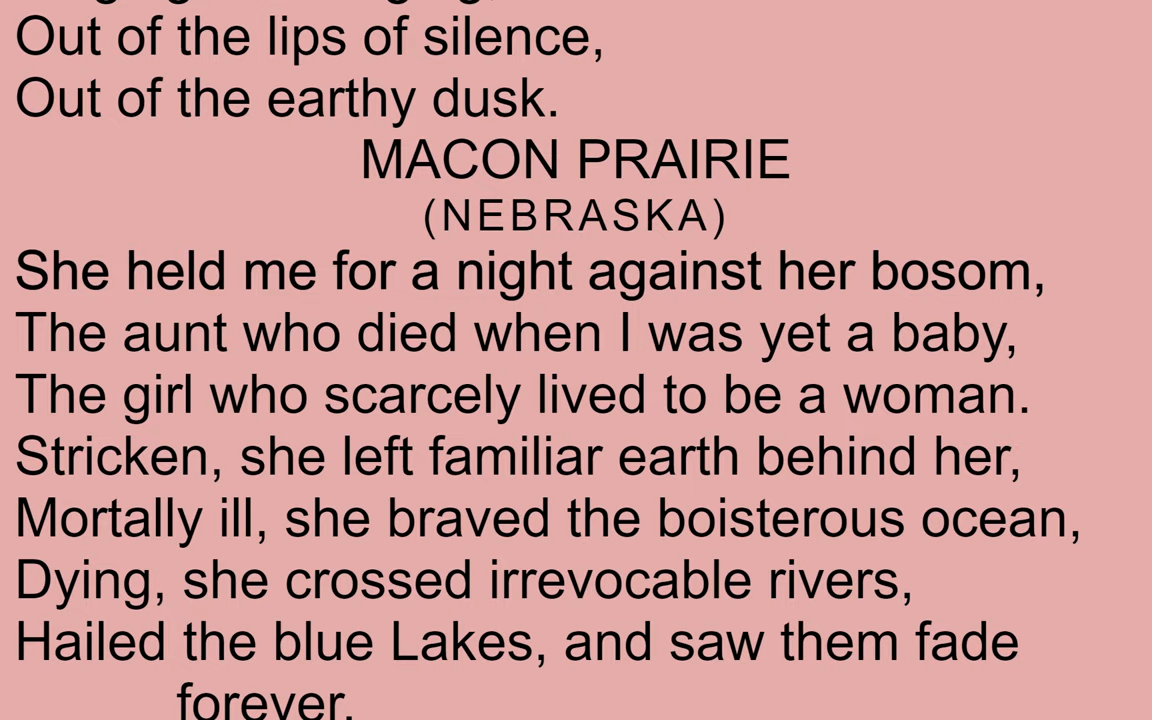 Out of the lips of silence,
Out of the earthy dusk.
MACON PRAIRIE
(NEBRASKA)
She held me for a night against her bosom,
The aunt who died when I was yet a baby,
The girl who scarcely lived to be a woman.
Stricken, she left familiar earth behind her,
Mortally ill, she braved the boisterous ocean,
Dying, she crossed irrevocable rivers,
Hailed the blue Lakes, and saw them fade
forever,